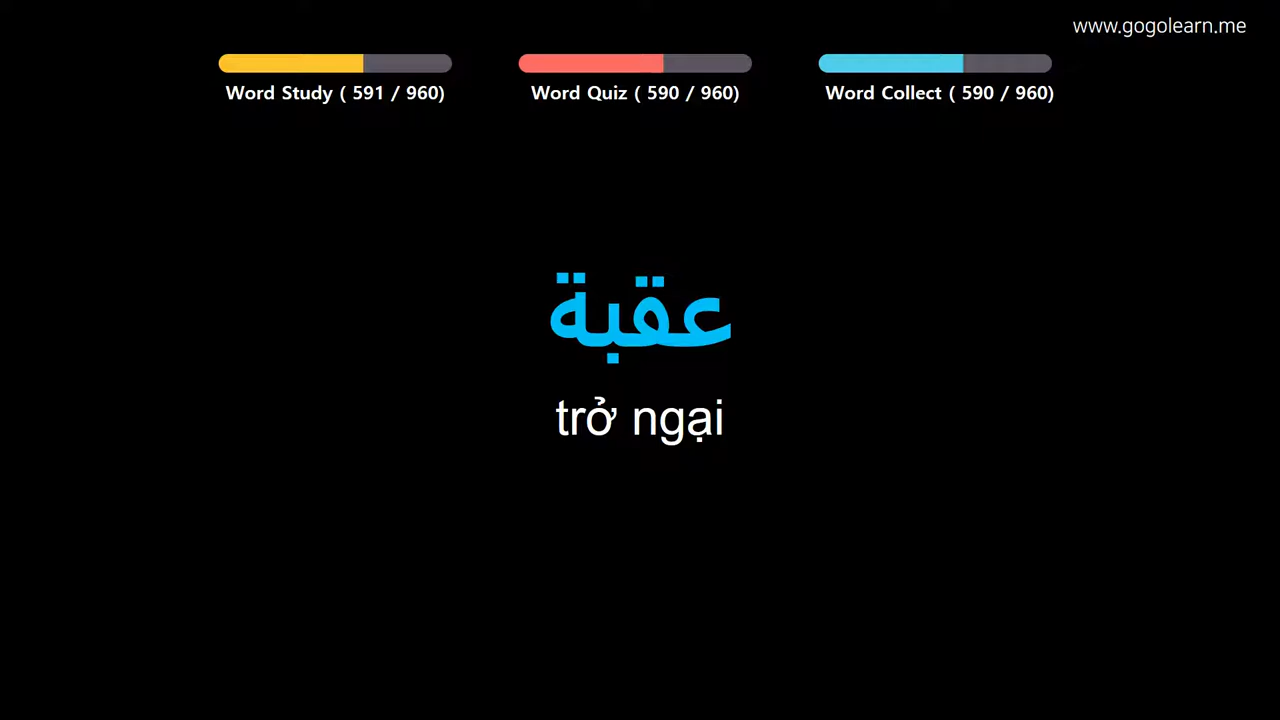 www.gogolearn.me
Word Study ( 591 / 960)
Word Quiz ( 590 / 960)
Word Collect ( 590 / 960)
عقبة
trở ngại